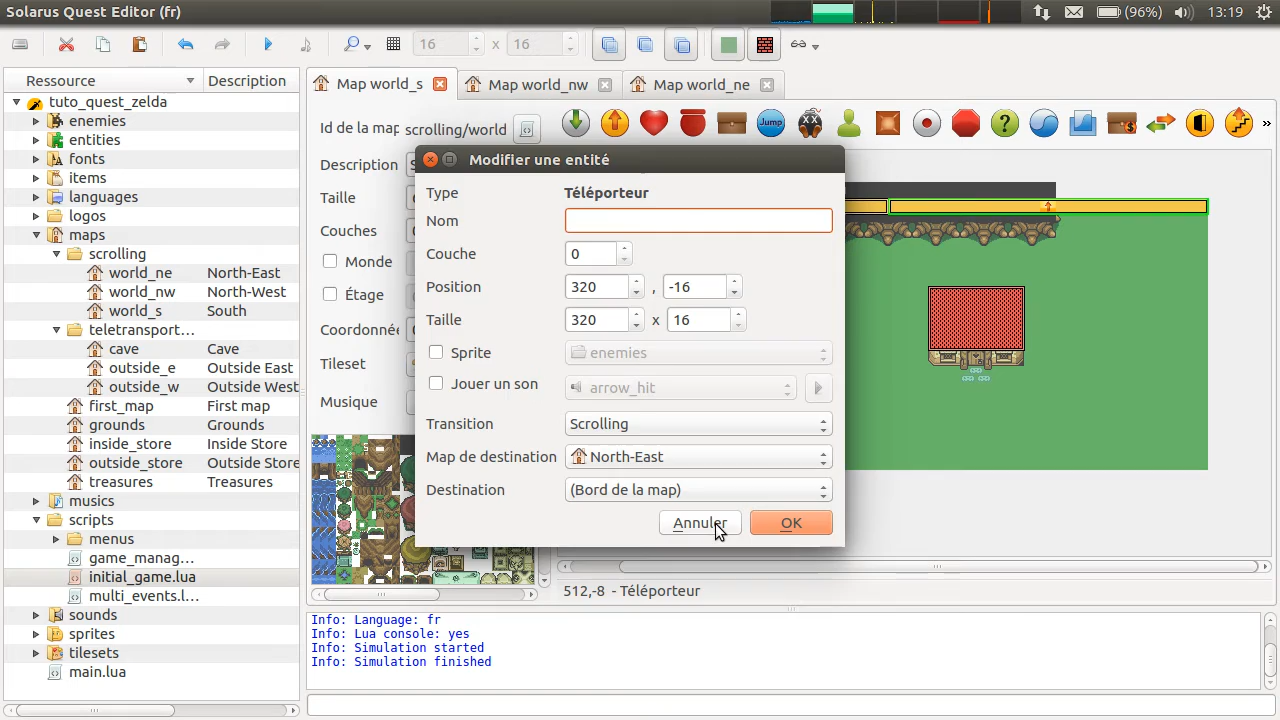 Solarus Quest Editor (fr)
(96%)
13:19
16 x 16
Ressource
Description
tuto_quest_zelda
enemies
entities
fonts
items
languages
logos
maps
scrolling
world_ne North-East
world_nw North-West
world_s South
teletransport...
cave Cave
outside_e Outside East
outside_w Outside West
first_map First map
grounds Grounds
inside_store Inside Store
outside_store Outside Store
treasures Treasures
musics
scripts
menus
game_manag...
initial_game.lua
multi_events.l...
sounds
sprites
tilesets
main.lua
Map world_s
Map world_nw
Map world_ne
Id de la map scrolling/world
Jump
»
Description
Taille
Couches
Monde
Étage
Coordonnée
Tileset
Musique
Modifier une entité
Type Téléporteur
Nom
Couche 0
Position 320 , -16
Taille 320 x 16
Sprite enemies
Jouer un son arrow_hit
Transition Scrolling
Map de destination North-East
Destination (Bord de la map)
Annuler
OK
512,-8 - Téléporteur
Info: Language: fr
Info: Lua console: yes
Info: Simulation started
Info: Simulation finished